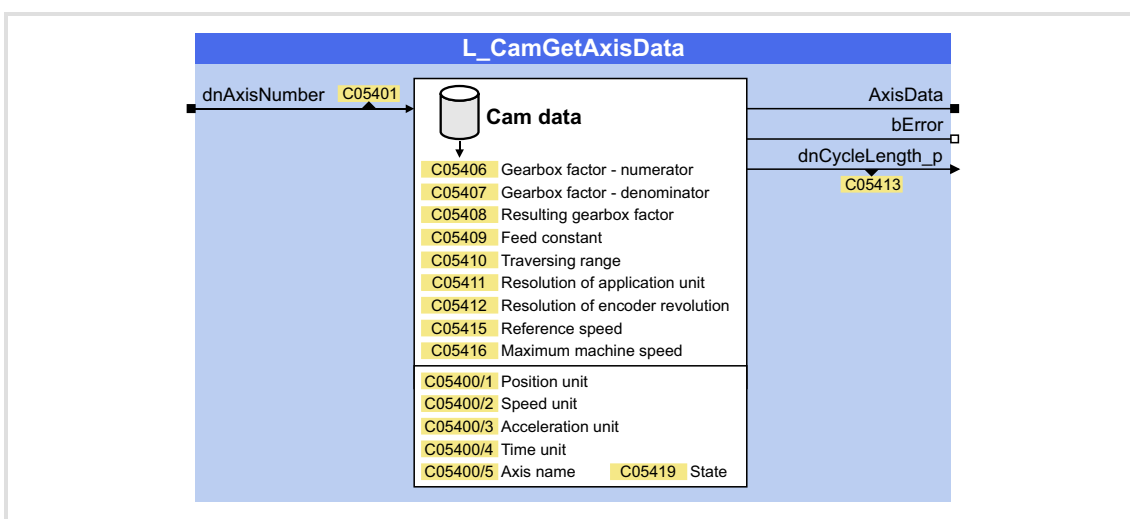 L_CamGetAxisData
dnAxisNumber C05401
Cam data
AxisData
bError
dnCycleLength_p
C05413
C05406 Gearbox factor - numerator
C05407 Gearbox factor - denominator
C05408 Resulting gearbox factor
C05409 Feed constant
C05410 Traversing range
C05411 Resolution of application unit
C05412 Resolution of encoder revolution
C05415 Reference speed
C05416 Maximum machine speed
C05400/1 Position unit
C05400/2 Speed unit
C05400/3 Acceleration unit
C05400/4 Time unit
C05400/5 Axis name C05419 State